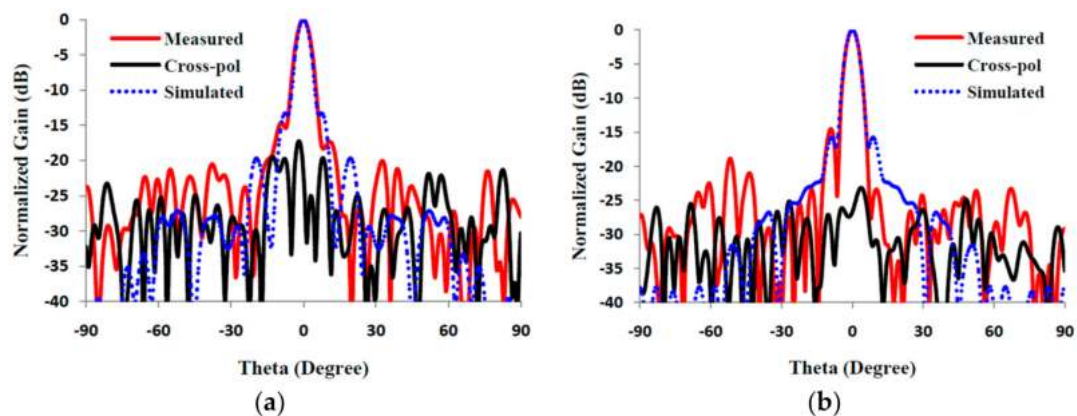 0
-5
-10
-15
-20
-25
-30
-35
-40
Normalized Gain (dB)
Measured
Cross-pol
Simulated
-90 -60 -30 0 30 60 90
Theta (Degree)
(a)
0
-5
-10
-15
-20
-25
-30
-35
-40
Normalized Gain (dB)
Measured
Cross-pol
Simulated
-90 -60 -30 0 30 60 90
Theta (Degree)
(b)